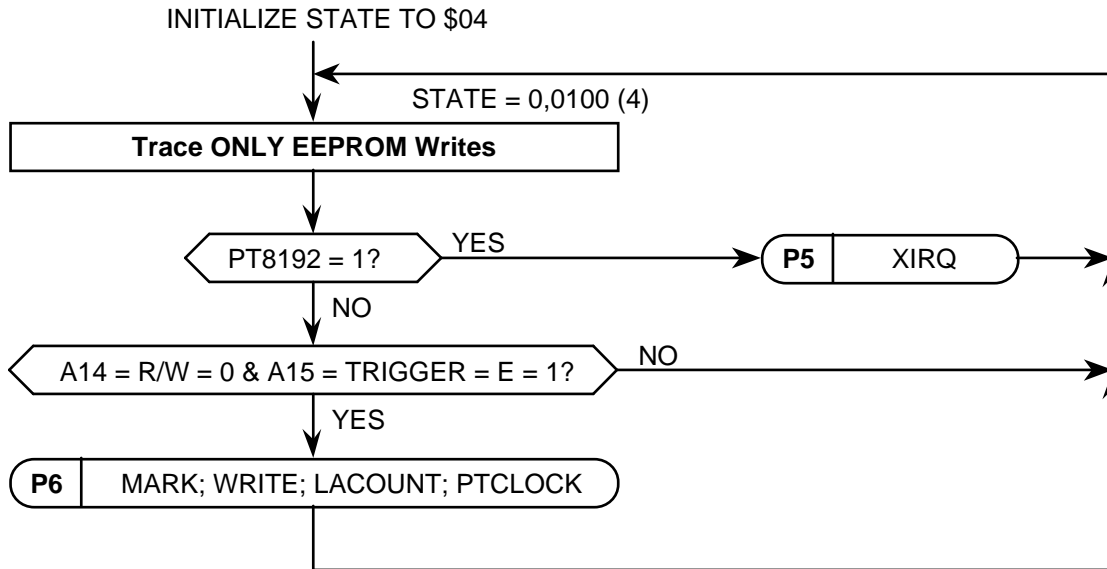 INITIALIZE STATE TO $04
STATE = 0,0100 (4)
Trace ONLY EEPROM Writes
PT8192 = 1?
YES
P5 XIRQ
NO
A14 = R/W = 0 & A15 = TRIGGER = E = 1?
NO
YES
P6 MARK; WRITE; LACOUNT; PTCLOCK